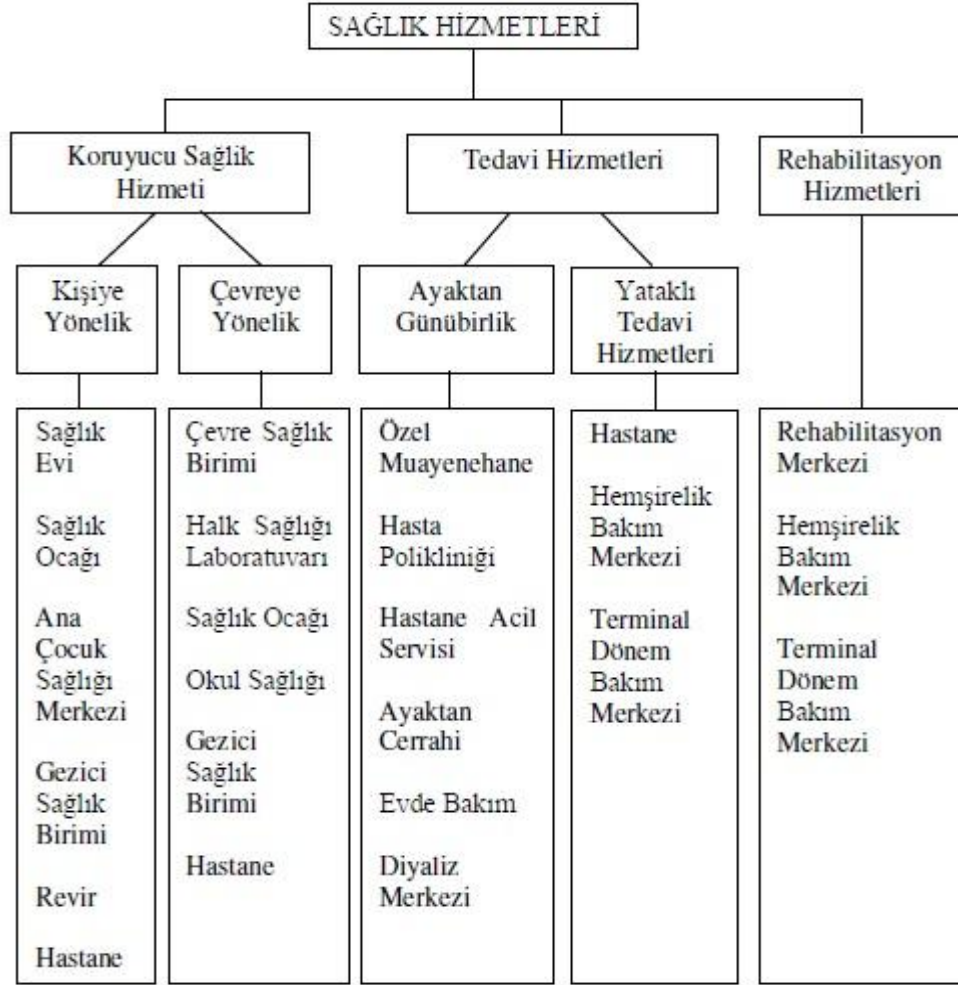 SAĞLIK HİZMETLERİ
Koruyucu Sağlik
Hizmeti
Tedavi Hizmetleri
Rehabilitasyon
Hizmetleri
Kişiye
Yönelik
Çevreye
Yönelik
Ayaktan
Günübirlik
Yataklı
Tedavi
Hizmetleri
Sağlık
Evi
Sağlık
Ocağı
Ana
Çocuk
Sağlığı
Merkezi
Gezici
Sağlık
Birimi
Revir
Hastane
Çevre Sağlık
Birimi
Halk Sağlığı
Laboratuvarı
Sağlık Ocağı
Okul Sağlığı
Gezici
Sağlık
Birimi
Hastane
Özel
Muayenehane
Hasta
Polikliniği
Hastane Acil
Servisi
Ayaktan
Cerrahi
Evde Bakım
Diyaliz
Merkezi
Hastane
Hemşirelik
Bakım
Merkezi
Terminal
Dönem
Bakım
Merkezi
Rehabilitasyon
Merkezi
Hemşirelik
Bakım
Merkezi
Terminal
Dönem
Bakım
Merkezi